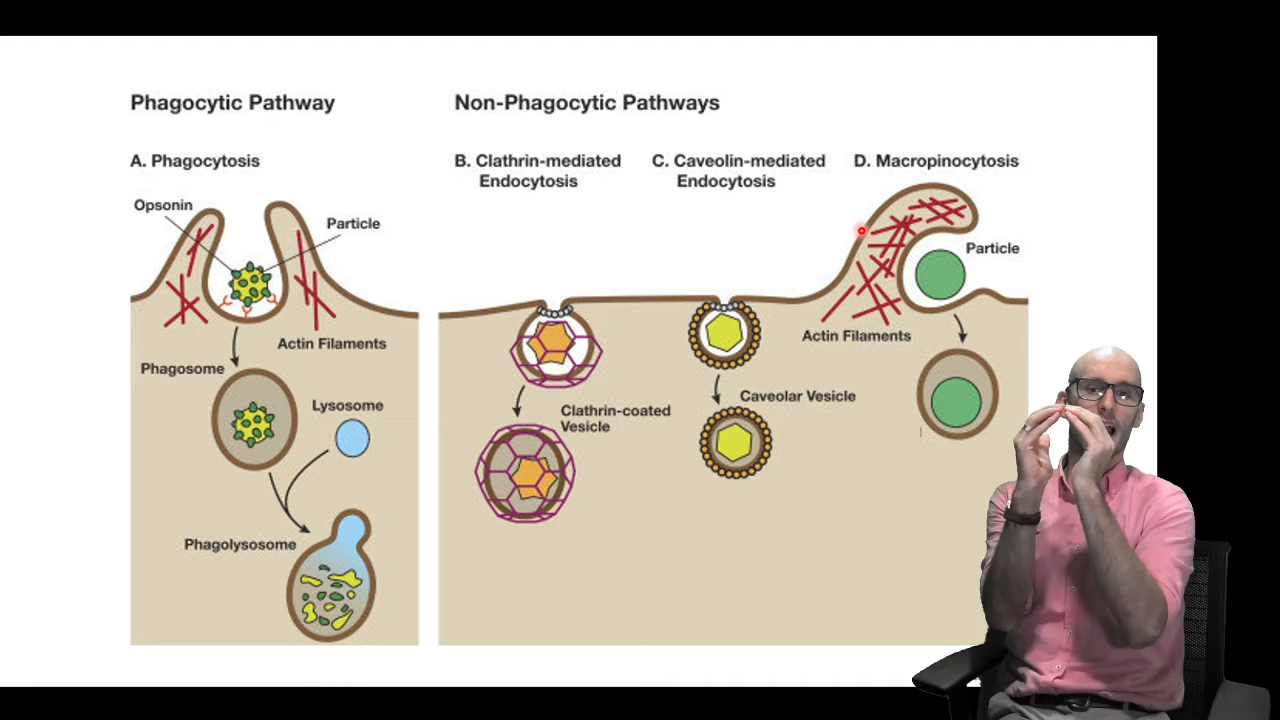 Phagocytic Pathway
Non-Phagocytic Pathways
A. Phagocytosis
B. Clathrin-mediated
Endocytosis
C. Caveolin-mediated
Endocytosis
D. Macropinocytosis
Opsonin
Particle
Particle
Actin Filaments
Actin Filaments
Phagosome
Lysosome
Clathrin-coated
Vesicle
Caveolar Vesicle
Phagolysosome